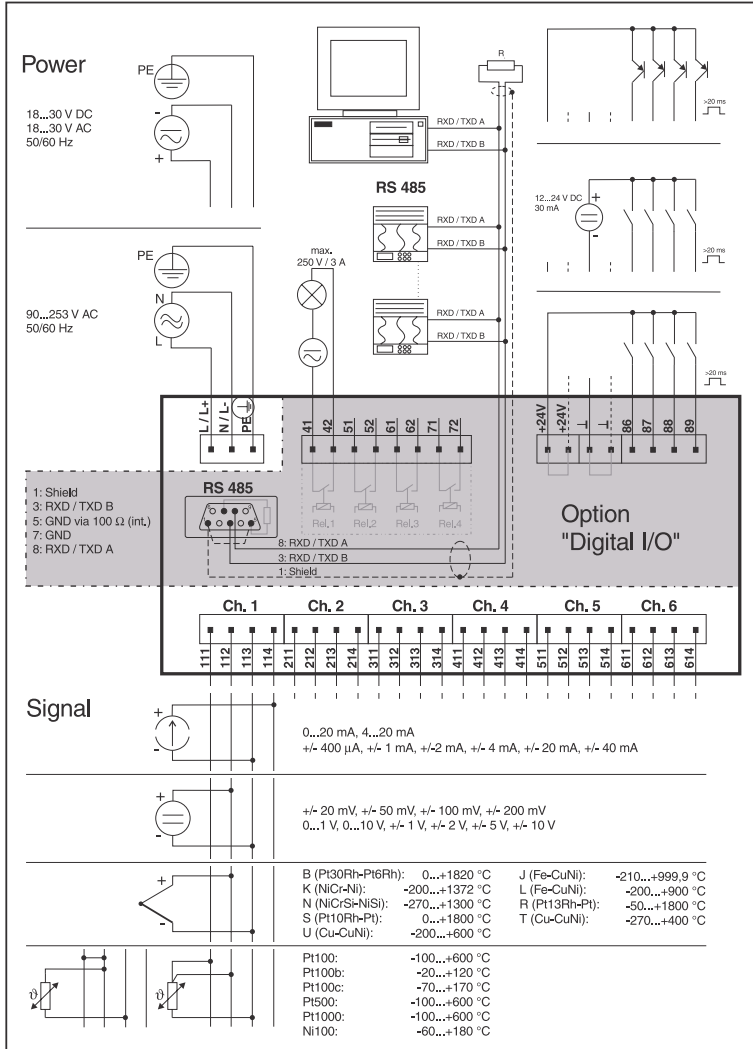 Power
PE
18...30 V DC
18...30 V AC
50/60 Hz
-
+
PE
90...253 V AC
50/60 Hz
N
L
R
RXD / TXD A
RXD / TXD B
RS 485
RXD / TXD A
RXD / TXD B
max.
250 V / 3 A
RXD / TXD A
RXD / TXD B
>20 ms
12...24 V DC
30 mA
+
-
>20 ms
>20 ms
L / L+
N / L-
PE
41
42
51
52
61
62
71
72
+24V
+24V
⊥
⊥
86
87
88
89
1: Shield
3: RXD / TXD B
5: GND via 100 Ω (int.)
7: GND
8: RXD / TXD A
RS 485
Rel.1
Rel.2
Rel.3
Rel.4
8: RXD / TXD A
3: RXD / TXD B
1: Shield
Option
"Digital I/O"
Ch. 1 Ch. 2 Ch. 3 Ch. 4 Ch. 5 Ch. 6
111
112
113
114
211
212
213
214
311
312
313
314
411
412
413
414
511
512
513
514
611
612
613
614
Signal
+
-
0...20 mA, 4...20 mA
+/- 400 µA, +/- 1 mA, +/-2 mA, +/- 4 mA, +/- 20 mA, +/- 40 mA
+
-
+/- 20 mV, +/- 50 mV, +/- 100 mV, +/- 200 mV
0...1 V, 0...10 V, +/- 1 V, +/- 2 V, +/- 5 V, +/- 10 V
+
-
B (Pt30Rh-Pt6Rh): 0...+1820 °C
K (NiCr-Ni): -200...+1372 °C
N (NiCrSi-NiSi): -270...+1300 °C
S (Pt10Rh-Pt): 0...+1800 °C
U (Cu-CuNi): -200...+600 °C
J (Fe-CuNi): -210...+999,9 °C
L (Fe-CuNi): -200...+900 °C
R (Pt13Rh-Pt): -50...+1800 °C
T (Cu-CuNi): -270...+400 °C
ϑ
ϑ
Pt100: -100...+600 °C
Pt100b: -20...+120 °C
Pt100c: -70...+170 °C
Pt500: -100...+600 °C
Pt1000: -100...+600 °C
Ni100: -60...+180 °C